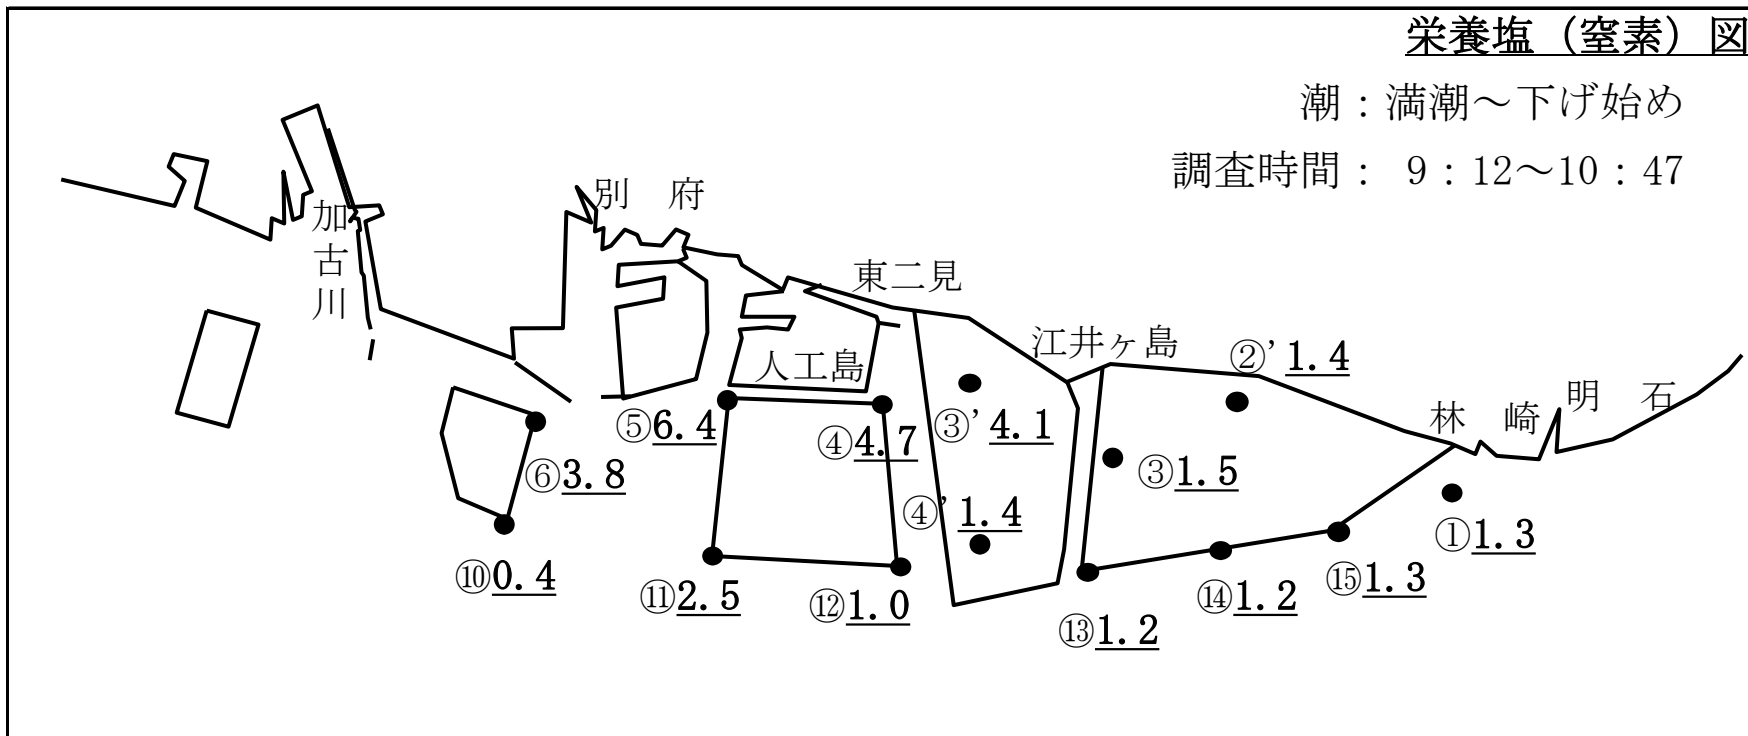 栄養塩（窒素）図
潮：満潮～下げ始め
調査時間： 9：12～10：47
加古川
別 府
東二見
人工島
江井ヶ島
林 崎
明 石
②’1.4
③’4.1
⑤6.4
④4.7
③1.5
⑥3.8
④’1.4
①1.3
⑩0.4
⑪2.5
⑫1.0
⑬1.2
⑭1.2
⑮1.3